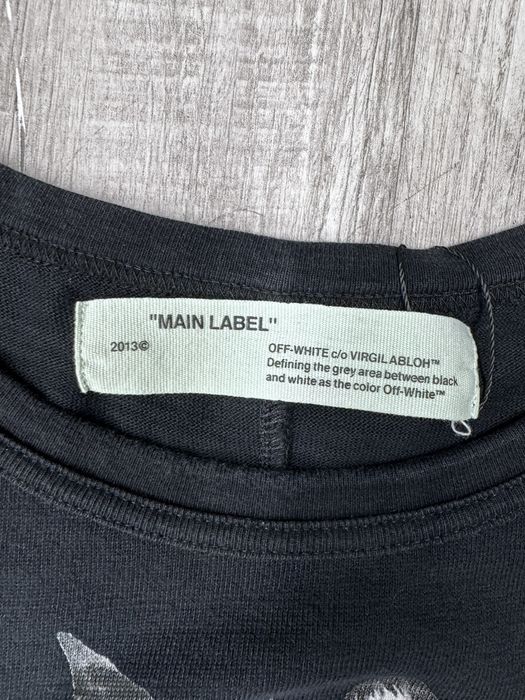 "MAIN LABEL"
2013©
OFF-WHITE c/o VIRGIL ABLOH™
Defining the grey area between black
and white as the color Off-White™